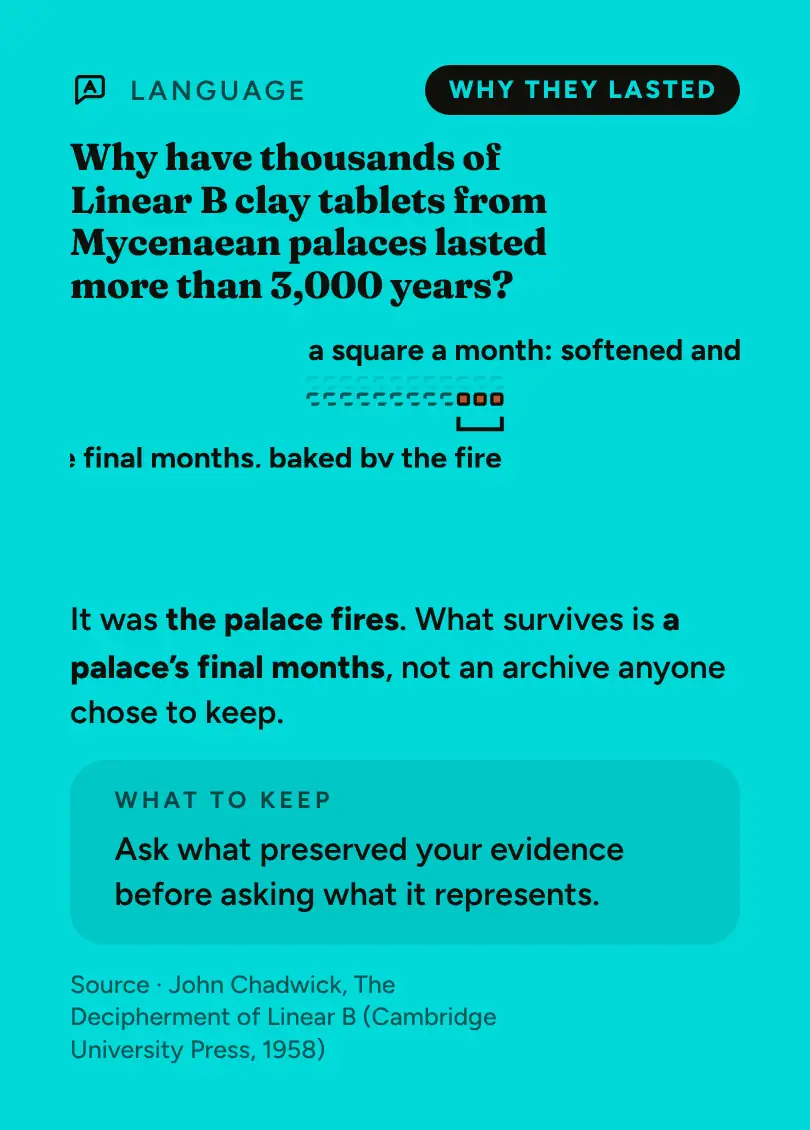 LANGUAGE
WHY THEY LASTED
Why have thousands of
Linear B clay tablets from
Mycenaean palaces lasted
more than 3,000 years?
a square a month: softened and
final months, baked by the fire
It was the palace fires. What survives is a
palace’s final months, not an archive anyone
chose to keep.
WHAT TO KEEP
Ask what preserved your evidence
before asking what it represents.
Source · John Chadwick, The
Decipherment of Linear B (Cambridge
University Press, 1958)